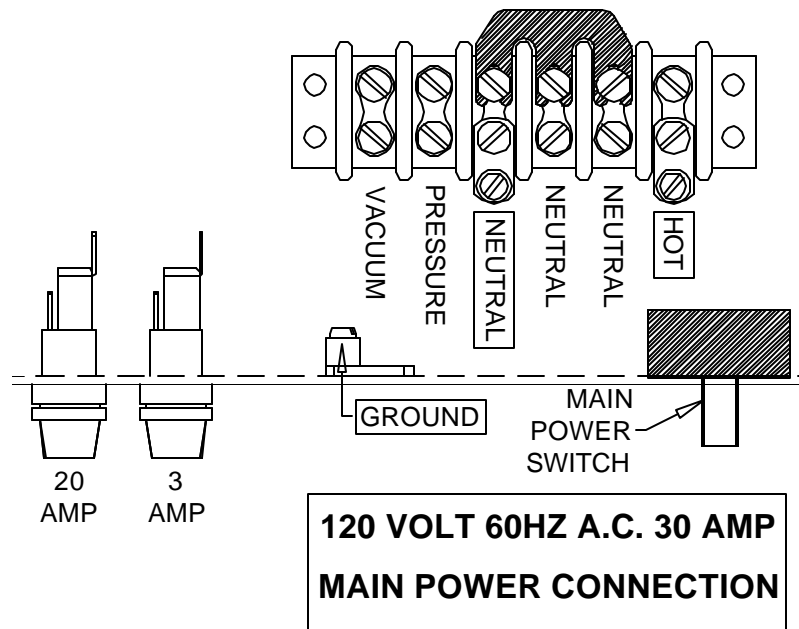 VACUUM
PRESSURE
NEUTRAL
NEUTRAL
NEUTRAL
HOT
GROUND
MAIN
POWER
SWITCH
20
AMP
3
AMP
120 VOLT 60HZ A.C. 30 AMP
MAIN POWER CONNECTION